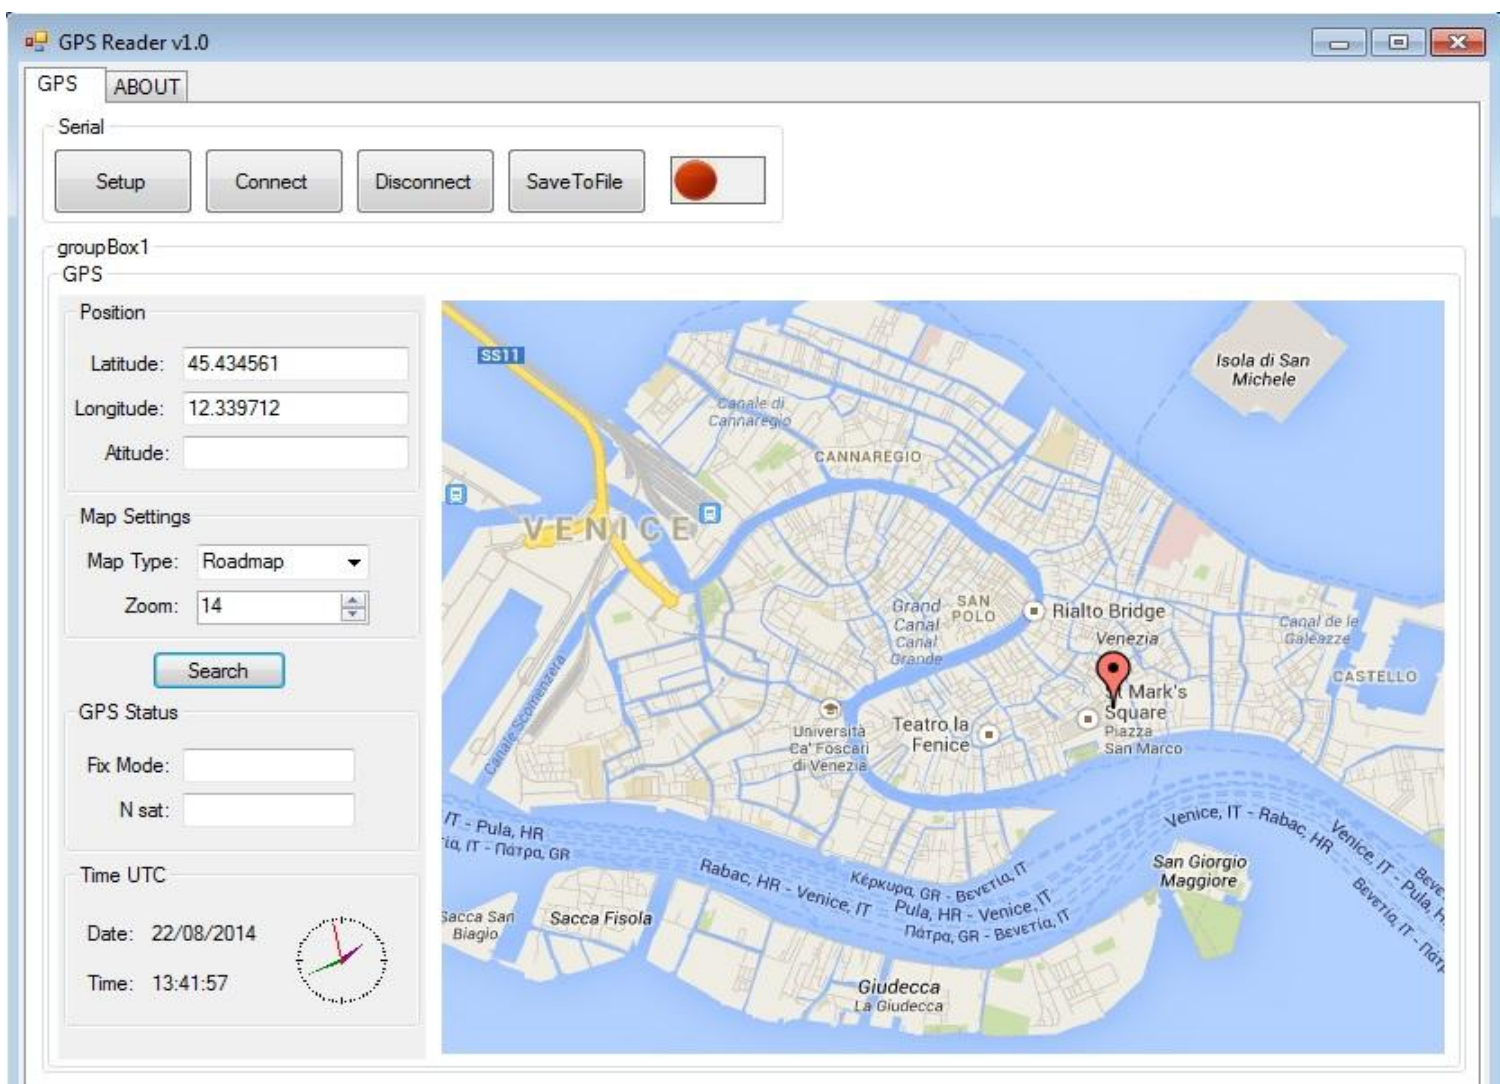 GPS Reader v1.0
GPS
ABOUT
Serial
Setup
Connect
Disconnect
SaveToFile
groupBox1
GPS
Position
Latitude:
45.434561
Longitude:
12.339712
Atitude:
Map Settings
Map Type:
Roadmap
Zoom:
14
Search
GPS Status
Fix Mode:
N sat:
Time UTC
Date:
22/08/2014
Time:
13:41:57
SS11
Isola di San
Michele
Canale di
Cannaregio
CANNAREGIO
VENICE
Grand
Canal
Canal
Grande
SAN
POLO
Rialto Bridge
Venezia
Canal de le
Galeazze
CASTELLO
St Mark's
Square
Piazza
San Marco
Università
Ca' Foscari
di Venezia
Teatro la
Fenice
Canale Scomenzera
IT - Pula, HR
ία, IT - Πάτρα, GR
Rabac, HR - Venice, IT
Κέρκυρα, GR - Βενετία, IT
Pula, HR - Venice, IT
Πάτρα, GR - Βενετία, IT
Venice, IT - Rabac, HR
Venice, IT - Pula, H
Βενετία, IT - Πάτρ
San Giorgio
Maggiore
Sacca San
Biagio
Sacca Fisola
Giudecca
La Giudecca